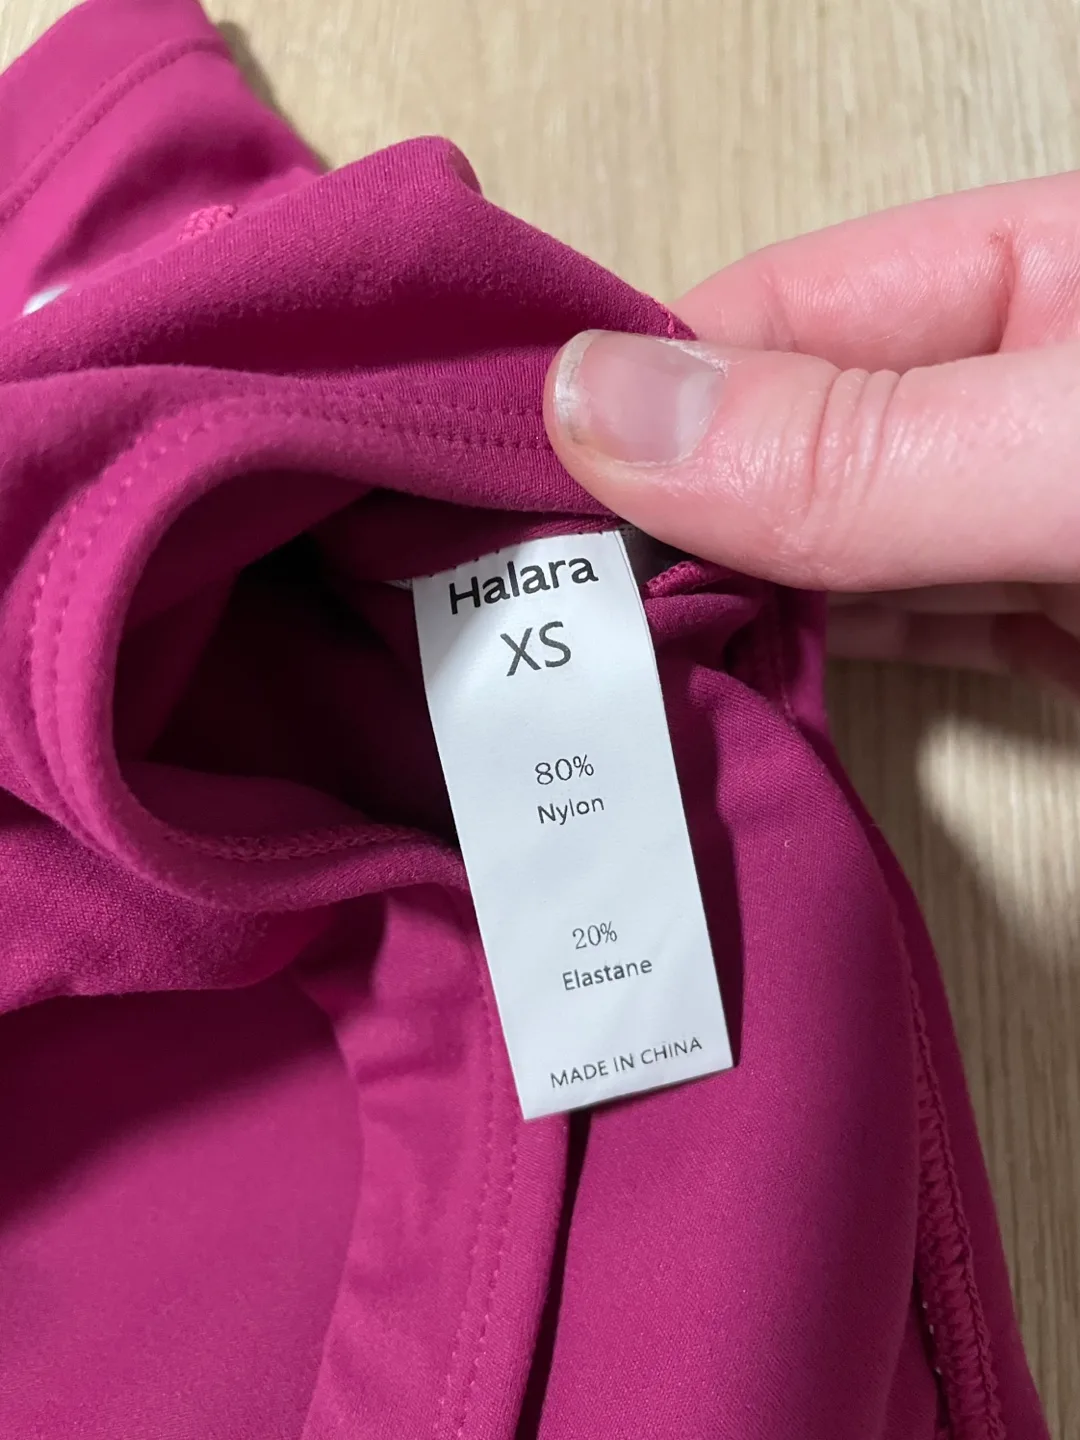 Halara
XS
80%
Nylon
20%
Elastane
MADE IN CHINA